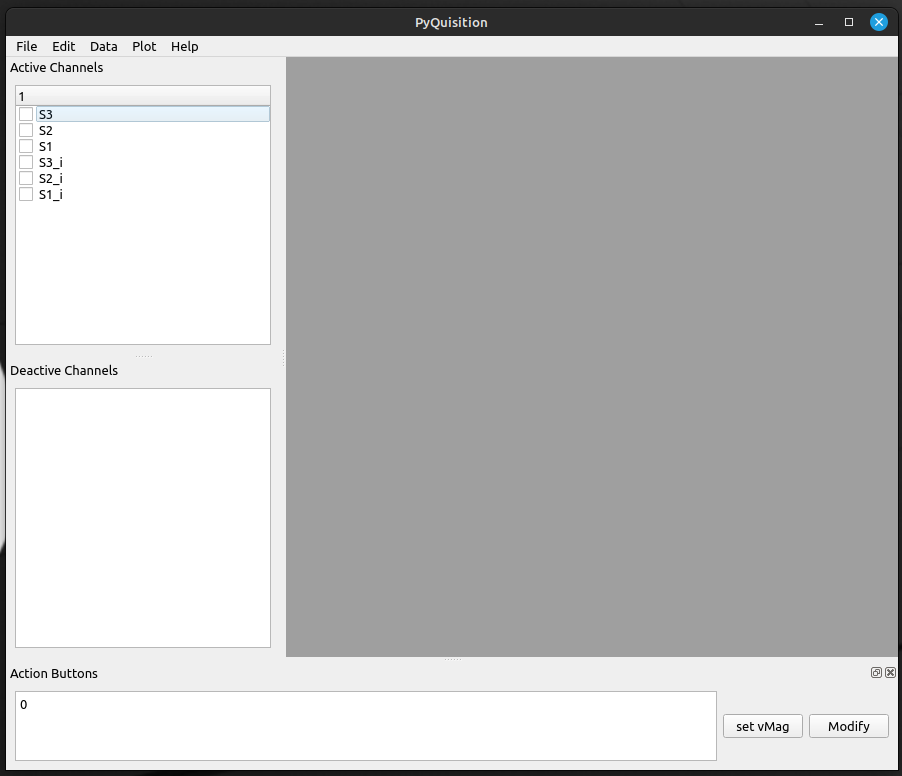 PyQuisition
File Edit Data Plot Help
Active Channels
1
S3
S2
S1
S3_i
S2_i
S1_i
Deactive Channels
Action Buttons
0
set vMag Modify